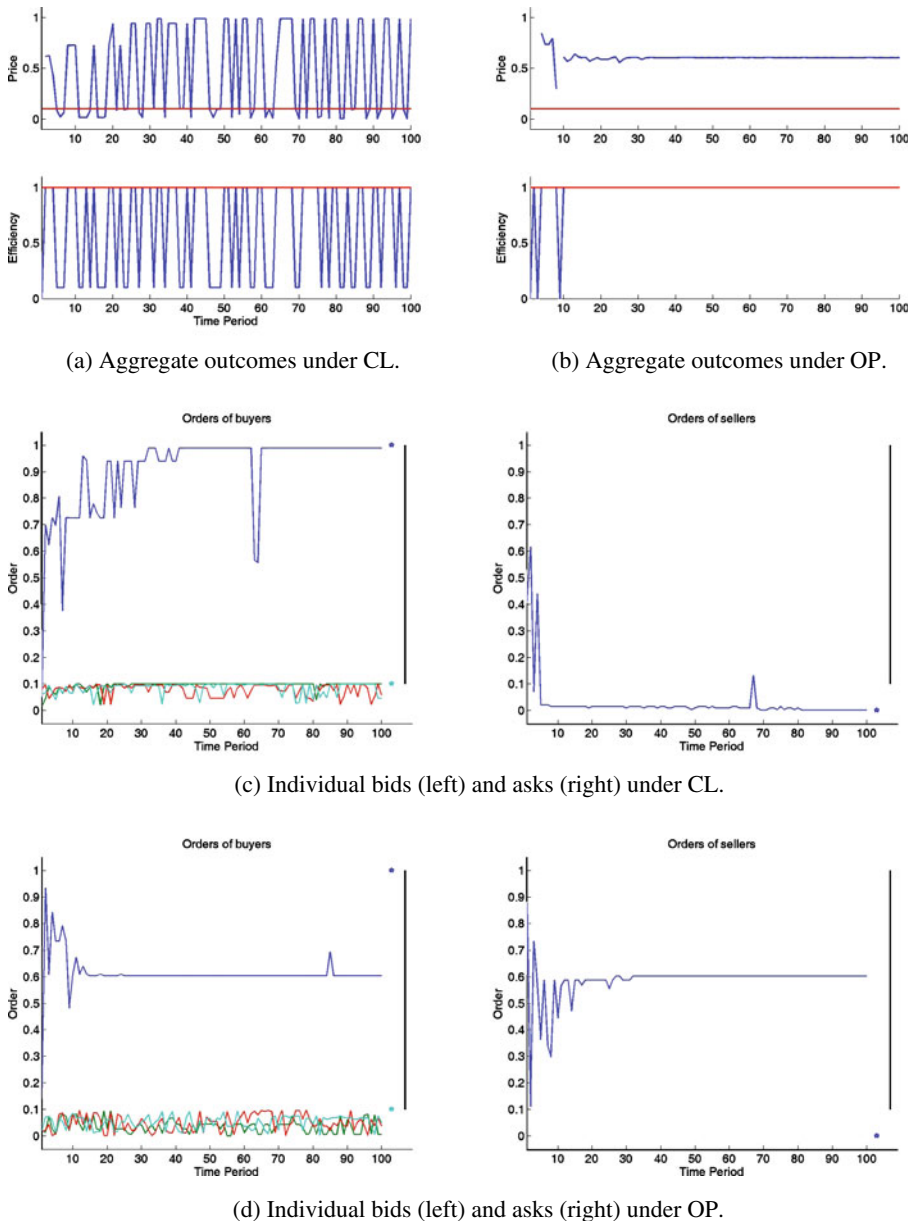 1
0.5
0
Price
10 20 30 40 50 60 70 80 90 100
1
0.5
0
Price
10 20 30 40 50 60 70 80 90 100
1
0.5
0
Efficiency
10 20 30 40 50 60 70 80 90 100
Time Period
1
0.5
0
Efficiency
10 20 30 40 50 60 70 80 90 100
(a) Aggregate outcomes under CL.
(b) Aggregate outcomes under OP.
Orders of buyers
1
0.9
0.8
0.7
0.6
0.5
0.4
0.3
0.2
0.1
0
Order
10 20 30 40 50 60 70 80 90 100
Time Period
Orders of sellers
1
0.9
0.8
0.7
0.6
0.5
0.4
0.3
0.2
0.1
0
Order
10 20 30 40 50 60 70 80 90 100
Time Period
(c) Individual bids (left) and asks (right) under CL.
Orders of buyers
1
0.9
0.8
0.7
0.6
0.5
0.4
0.3
0.2
0.1
0
Order
10 20 30 40 50 60 70 80 90 100
Time Period
Orders of sellers
1
0.9
0.8
0.7
0.6
0.5
0.4
0.3
0.2
0.1
0
Order
10 20 30 40 50 60 70 80 90 100
Time Period
(d) Individual bids (left) and asks (right) under OP.